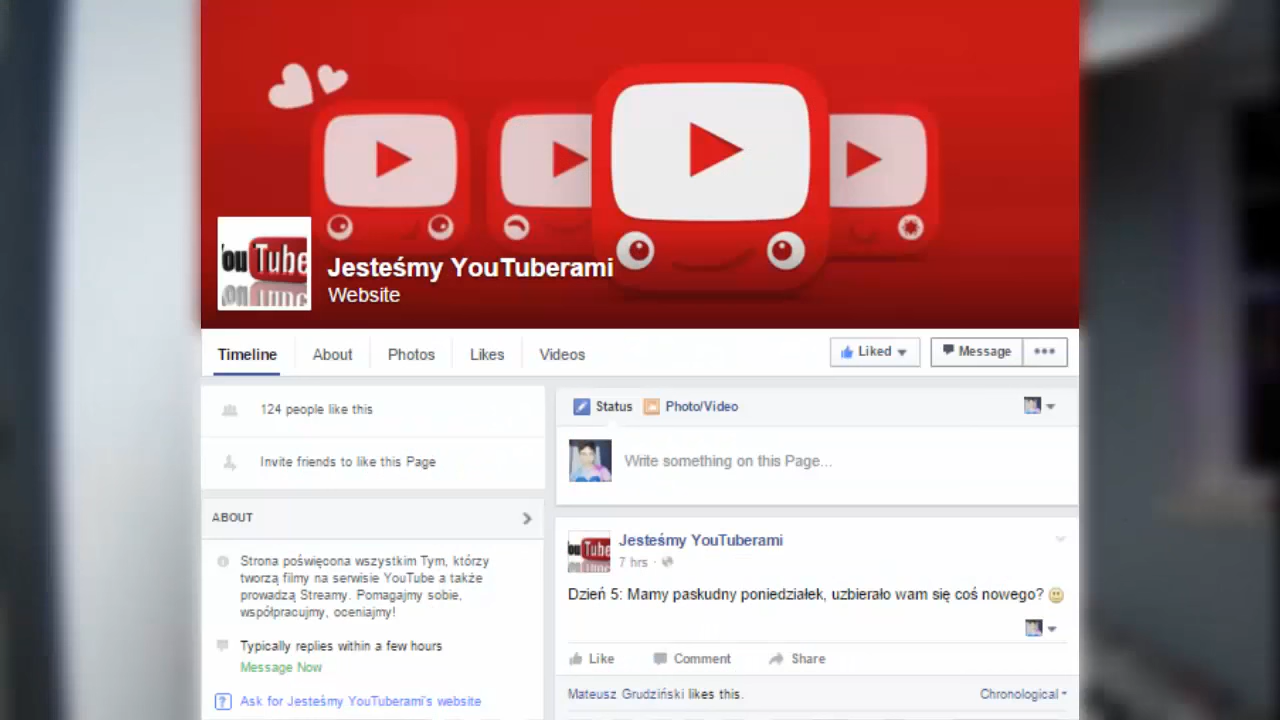 ou Tube
Jesteśmy YouTuberami
Website
Timeline
About
Photos
Likes
Videos
Liked
Message
124 people like this
Invite friends to like this Page
ABOUT
Strona poświęcona wszystkim Tym, którzy
tworzą filmy na serwisie YouTube a także
prowadzą Streamy. Pomagajmy sobie,
współpracujmy, oceniajmy!
Typically replies within a few hours
Message Now
? Ask for Jesteśmy YouTuberami's website
Status
Photo/Video
Write something on this Page...
ou Tube
Jesteśmy YouTuberami
7 hrs ·
Dzień 5: Mamy paskudny poniedziałek, uzbierało wam się coś nowego?
Like
Comment
Share
Mateusz Grudziński likes this.
Chronological